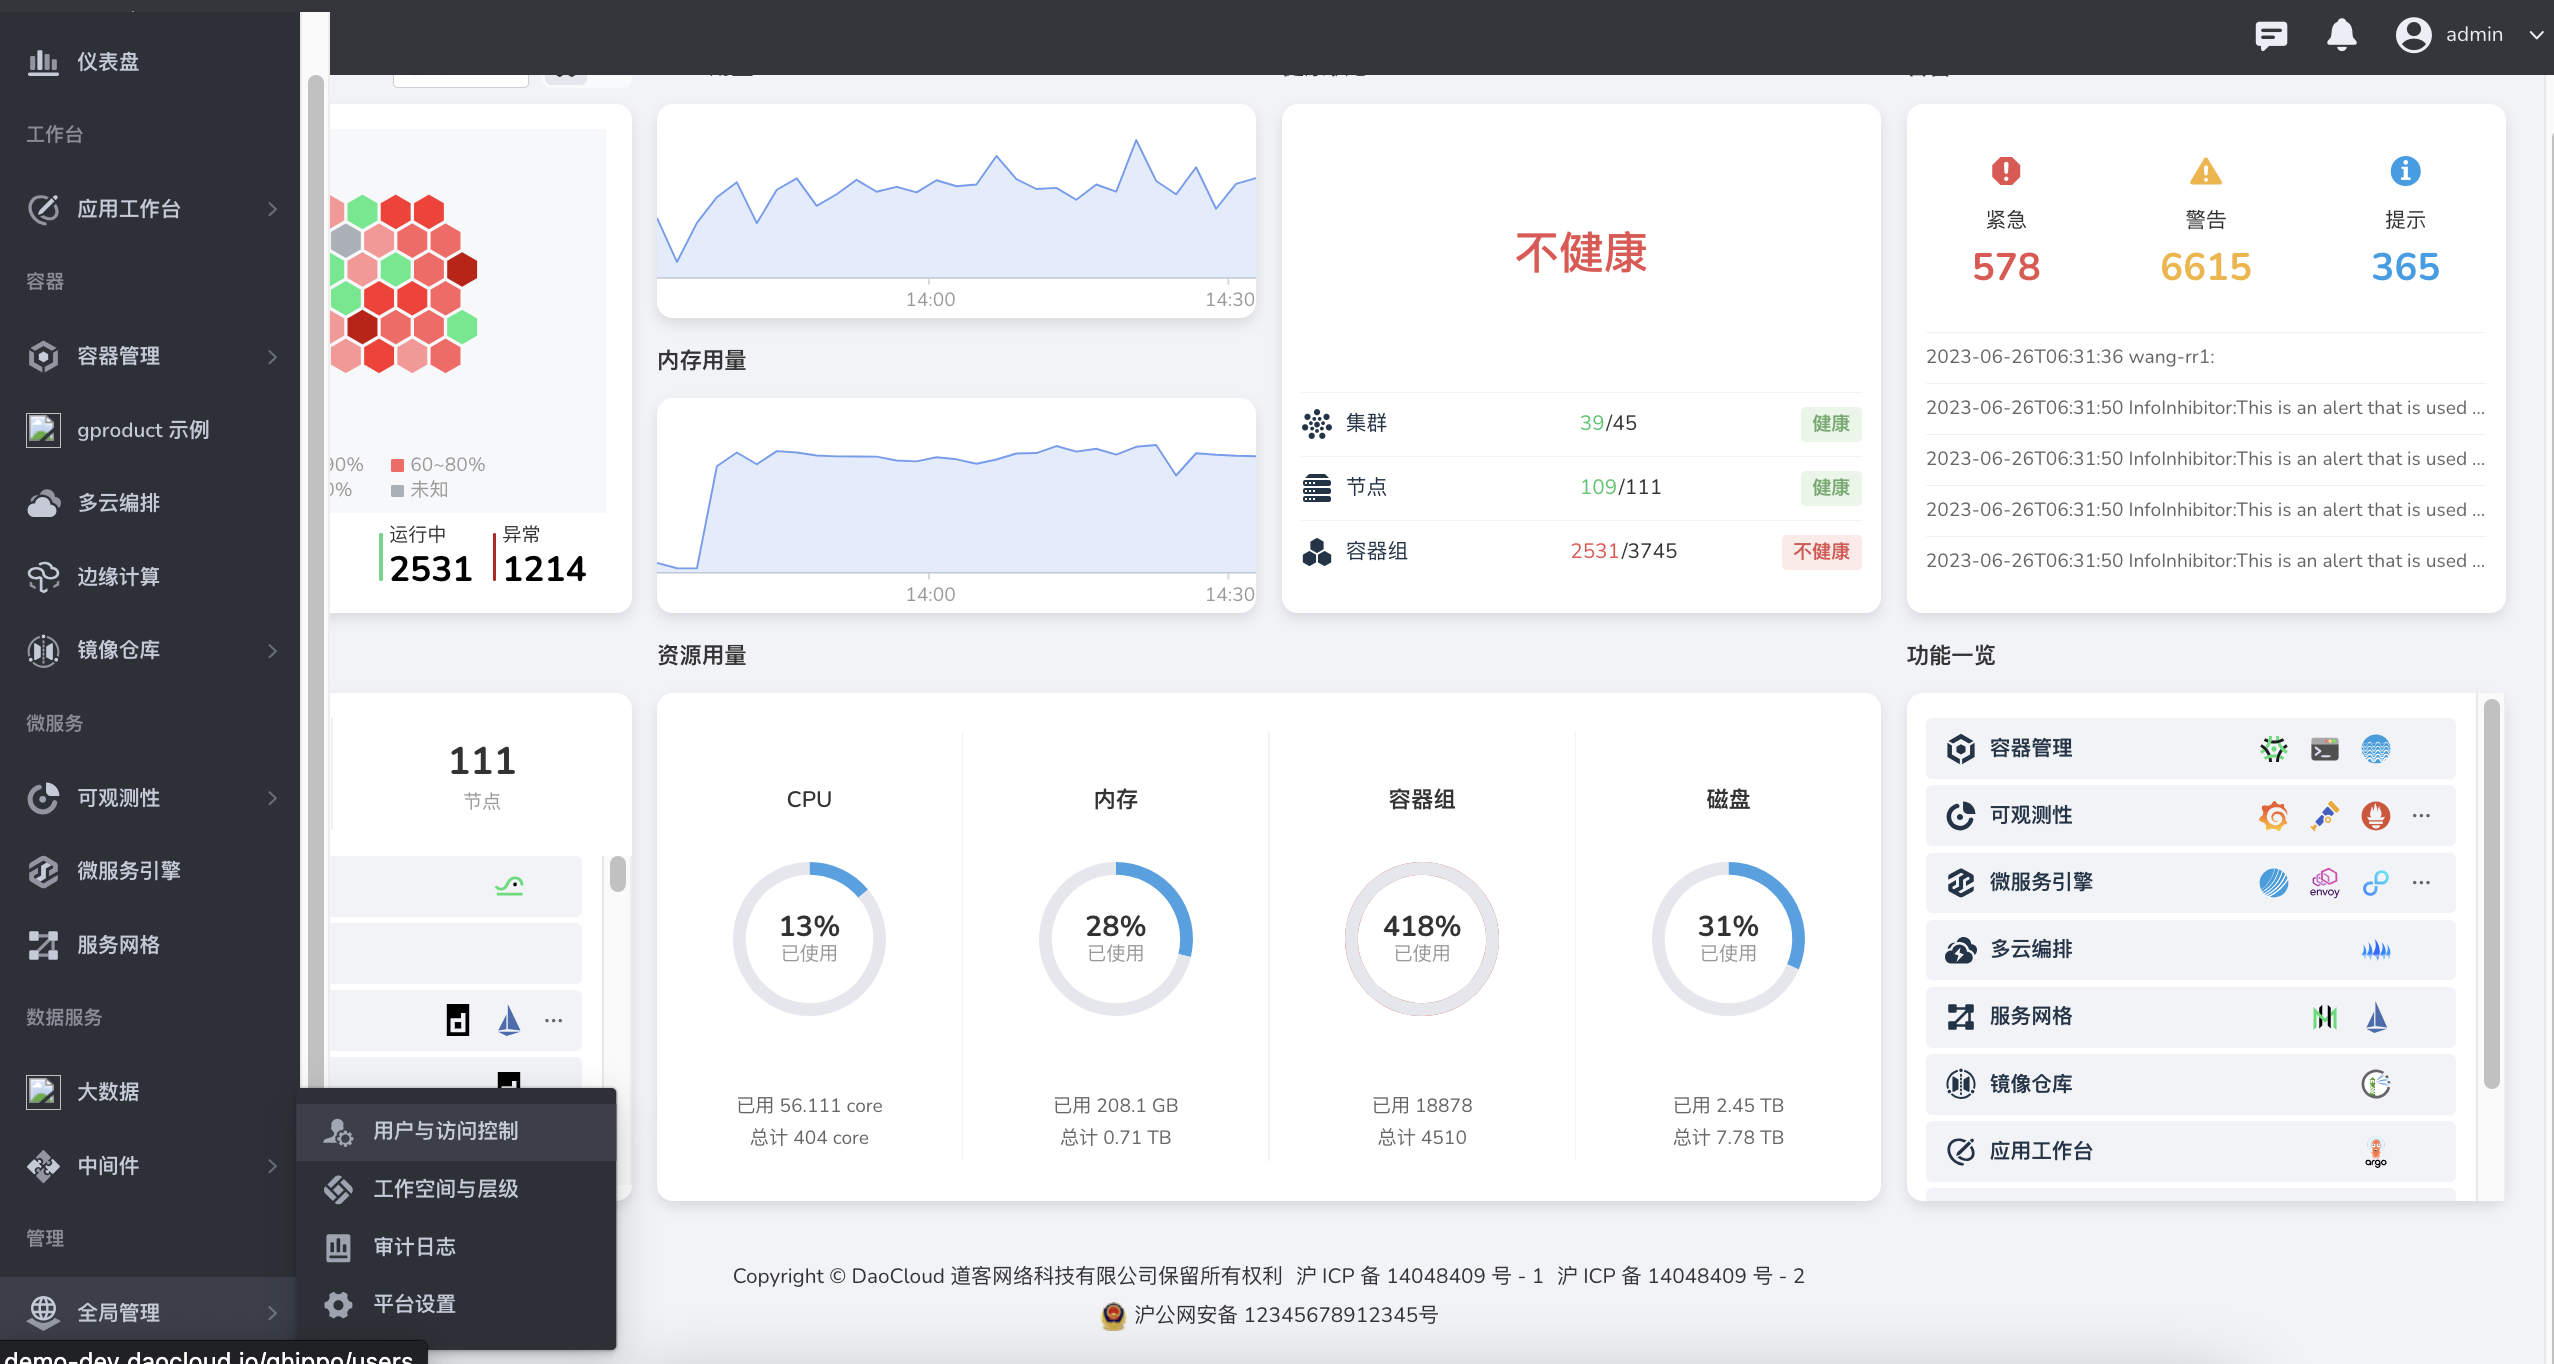 admin
仪表盘
工作台
应用工作台
容器
容器管理
gproduct 示例
多云编排
边缘计算
镜像仓库
微服务
可观测性
微服务引擎
服务网格
数据服务
大数据
中间件
管理
全局管理
用户与访问控制
工作空间与层级
审计日志
平台设置
demo-dev.daocloud.io/ghippo/users
60~80%
未知
运行中
2531
异常
1214
14:00
14:30
内存用量
14:00
14:30
不健康
集群
39/45
健康
节点
109/111
健康
容器组
2531/3745
不健康
紧急
578
警告
6615
提示
365
2023-06-26T06:31:36 wang-rr1:
2023-06-26T06:31:50 InfoInhibitor:This is an alert that is used ...
2023-06-26T06:31:50 InfoInhibitor:This is an alert that is used ...
2023-06-26T06:31:50 InfoInhibitor:This is an alert that is used ...
2023-06-26T06:31:50 InfoInhibitor:This is an alert that is used ...
111
节点
资源用量
CPU
13%
已使用
已用 56.111 core
总计 404 core
内存
28%
已使用
已用 208.1 GB
总计 0.71 TB
容器组
418%
已使用
已用 18878
总计 4510
磁盘
31%
已使用
已用 2.45 TB
总计 7.78 TB
功能一览
容器管理
可观测性
微服务引擎
envoy
多云编排
服务网格
镜像仓库
应用工作台
argo
Copyright © DaoCloud 道客网络科技有限公司保留所有权利 沪 ICP 备 14048409 号 - 1 沪 ICP 备 14048409 号 - 2
沪公网安备 12345678912345号